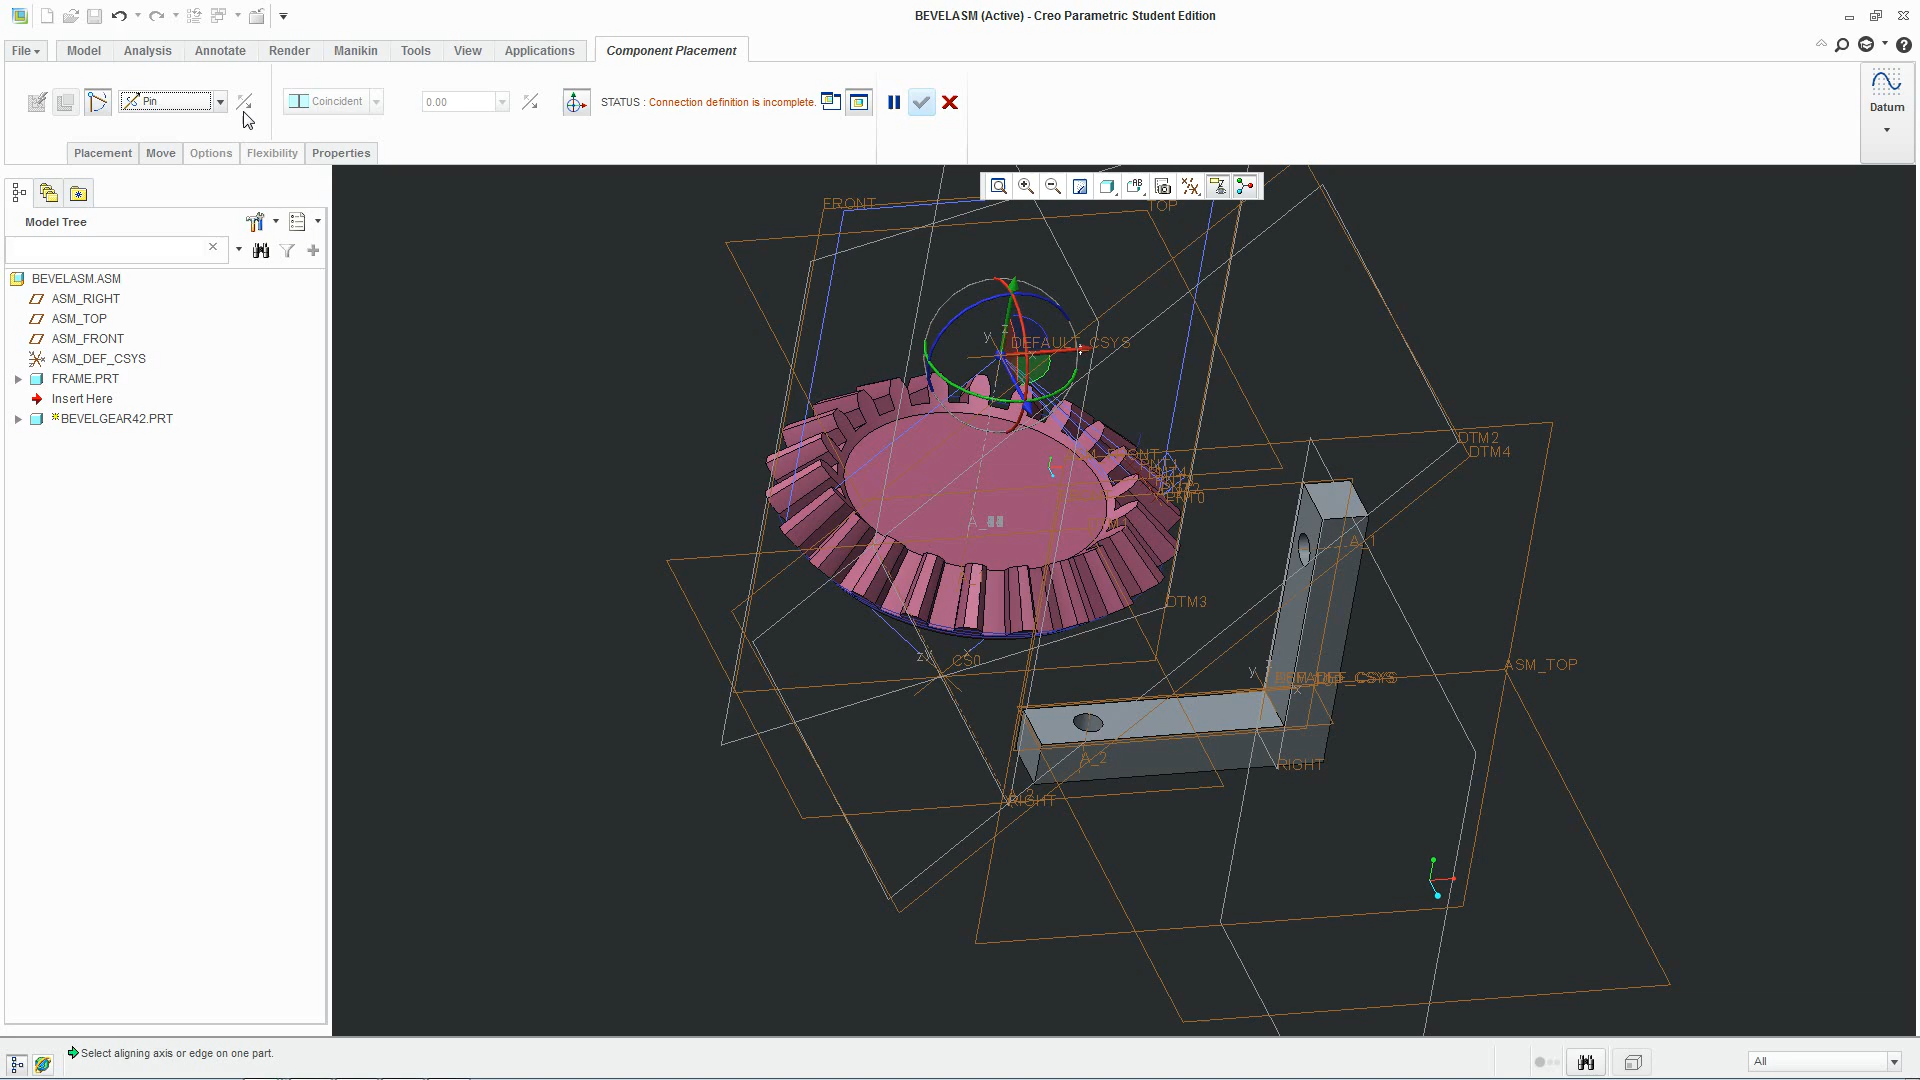 BEVELASM (Active) - Creo Parametric Student Edition
File Model Analysis Annotate Render Manikin Tools View Applications Component Placement
Pin Coincident 0.00 STATUS : Connection definition is incomplete.
Datum
Placement Move Options Flexibility Properties
Model Tree
BEVELASM.ASM
ASM_RIGHT
ASM_TOP
ASM_FRONT
ASM_DEF_CSYS
FRAME.PRT
Insert Here
BEVELGEAR42.PRT
FRONT
TOP
DEFAULT_CSYS
DTM2
DTM4
A_1
DTM3
CS0
ASM_TOP
A_2
RIGHT
RIGHT
Select aligning axis or edge on one part.
All